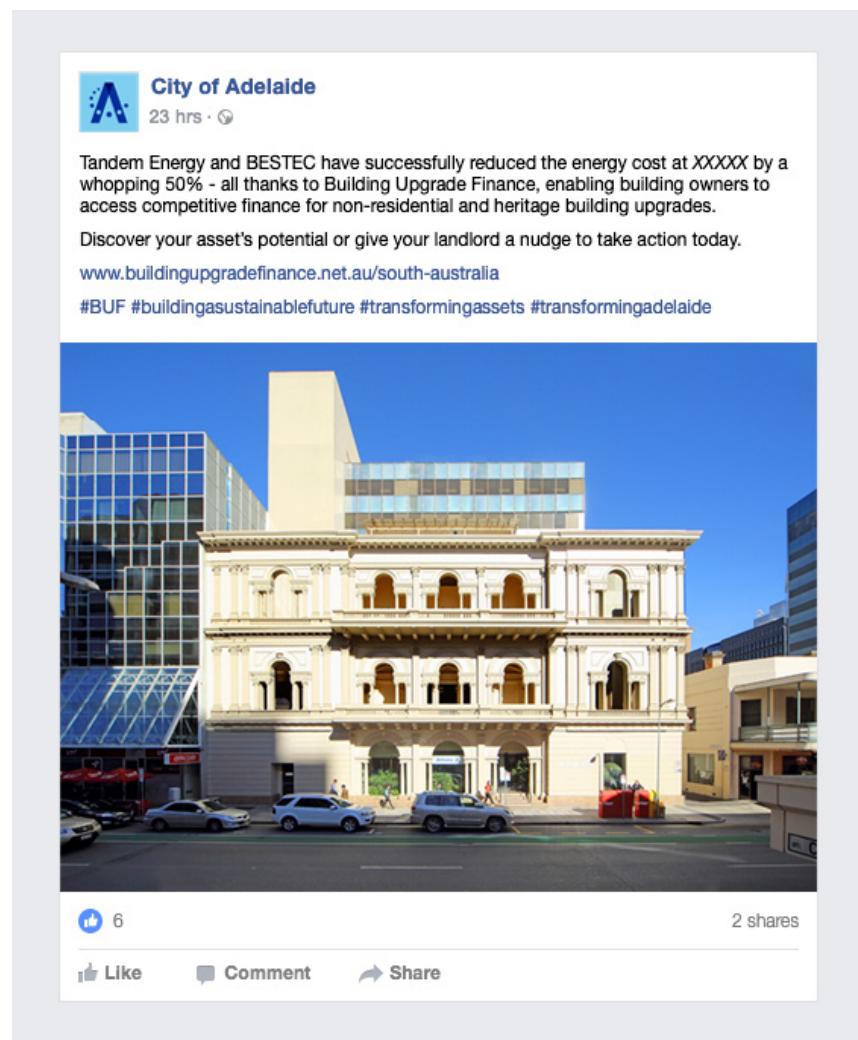 City of Adelaide
23 hrs ·
Tandem Energy and BESTEC have successfully reduced the energy cost at XXXXX by a
whopping 50% - all thanks to Building Upgrade Finance, enabling building owners to
access competitive finance for non-residential and heritage building upgrades.
Discover your asset's potential or give your landlord a nudge to take action today.
www.buildingupgradefinance.net.au/south-australia
#BUF #buildingasustainablefuture #transformingassets #transformingadelaide
6
2 shares
Like Comment Share